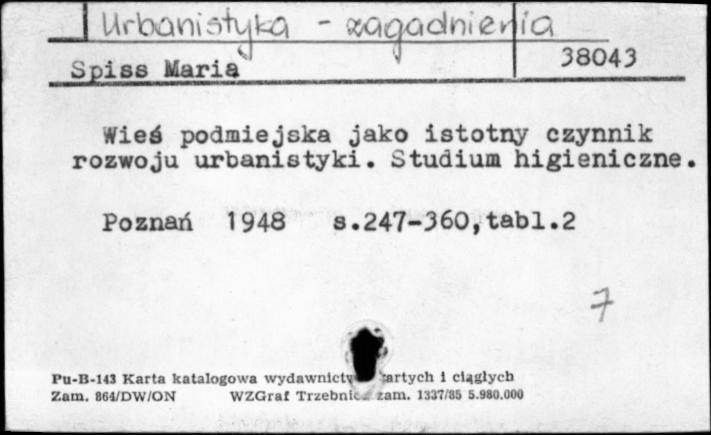 Urbanistyka - zagadnienia
Spiss Maria 38043
Wieś podmiejska jako istotny czynnik
rozwoju urbanistyki. Studium higieniczne.
Poznań 1948 s.247-360,tabl.2
7
Pu-B-143 Karta katalogowa wydawnictw zwartych i ciągłych
Zam. 864/DW/ON WZGraf Trzebnica zam. 1337/85 5.980.000